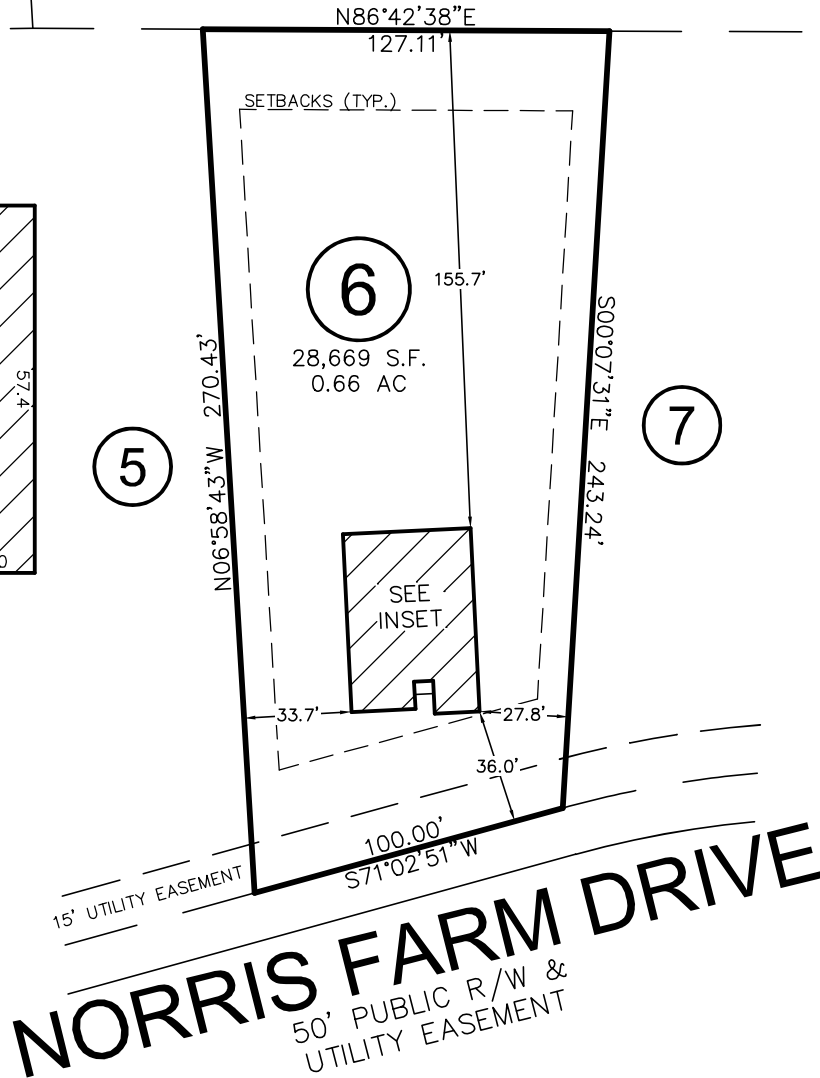 N86°42'38"E
127.11'
SETBACKS (TYP.)
155.7'
6
28,669 S.F.
0.66 AC
N06°58'43"W 270.43'
S00°07'31"E 243.24'
57.4
5
7
0
SEE
INSET
33.7'
27.8'
36.0'
100.00'
S71°02'51"W
15' UTILITY EASEMENT
NORRIS FARM DRIVE
50' PUBLIC R/W &
UTILITY EASEMENT